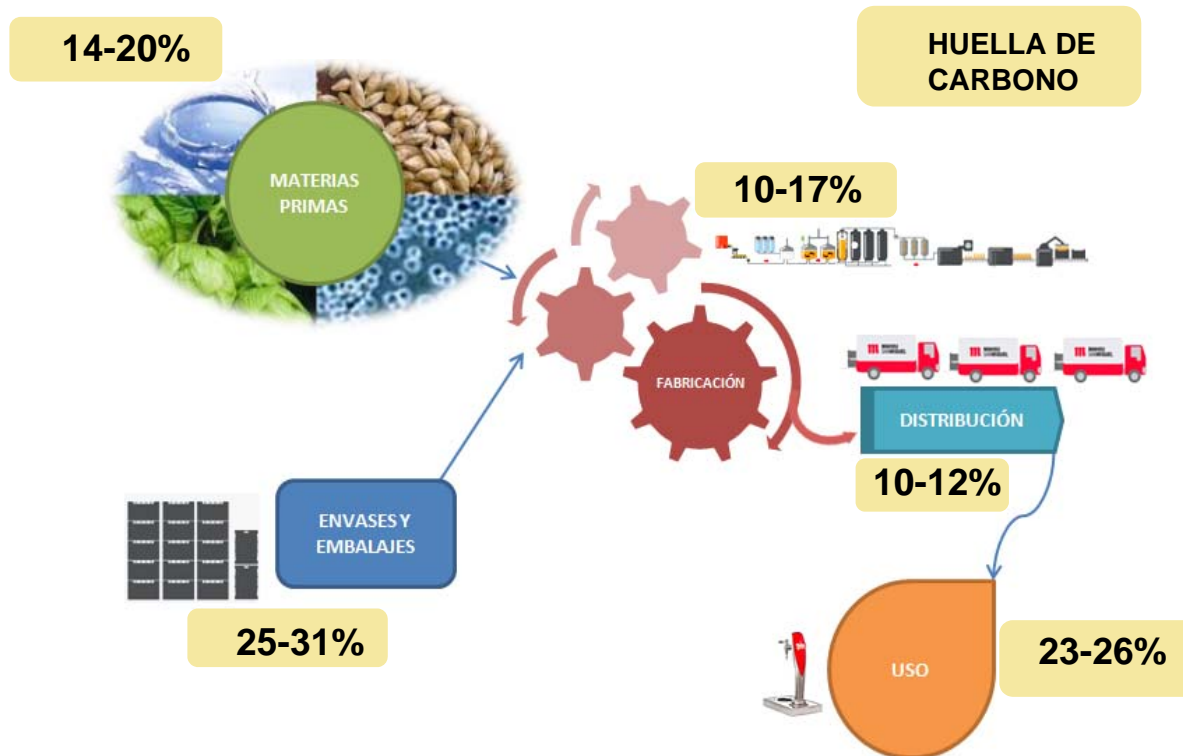 14-20%
HUELLA DE
CARBONO
MATERIAS
PRIMAS
10-17%
FABRICACIÓN
DISTRIBUCIÓN
10-12%
ENVASES Y
EMBALAJES
25-31%
USO
23-26%